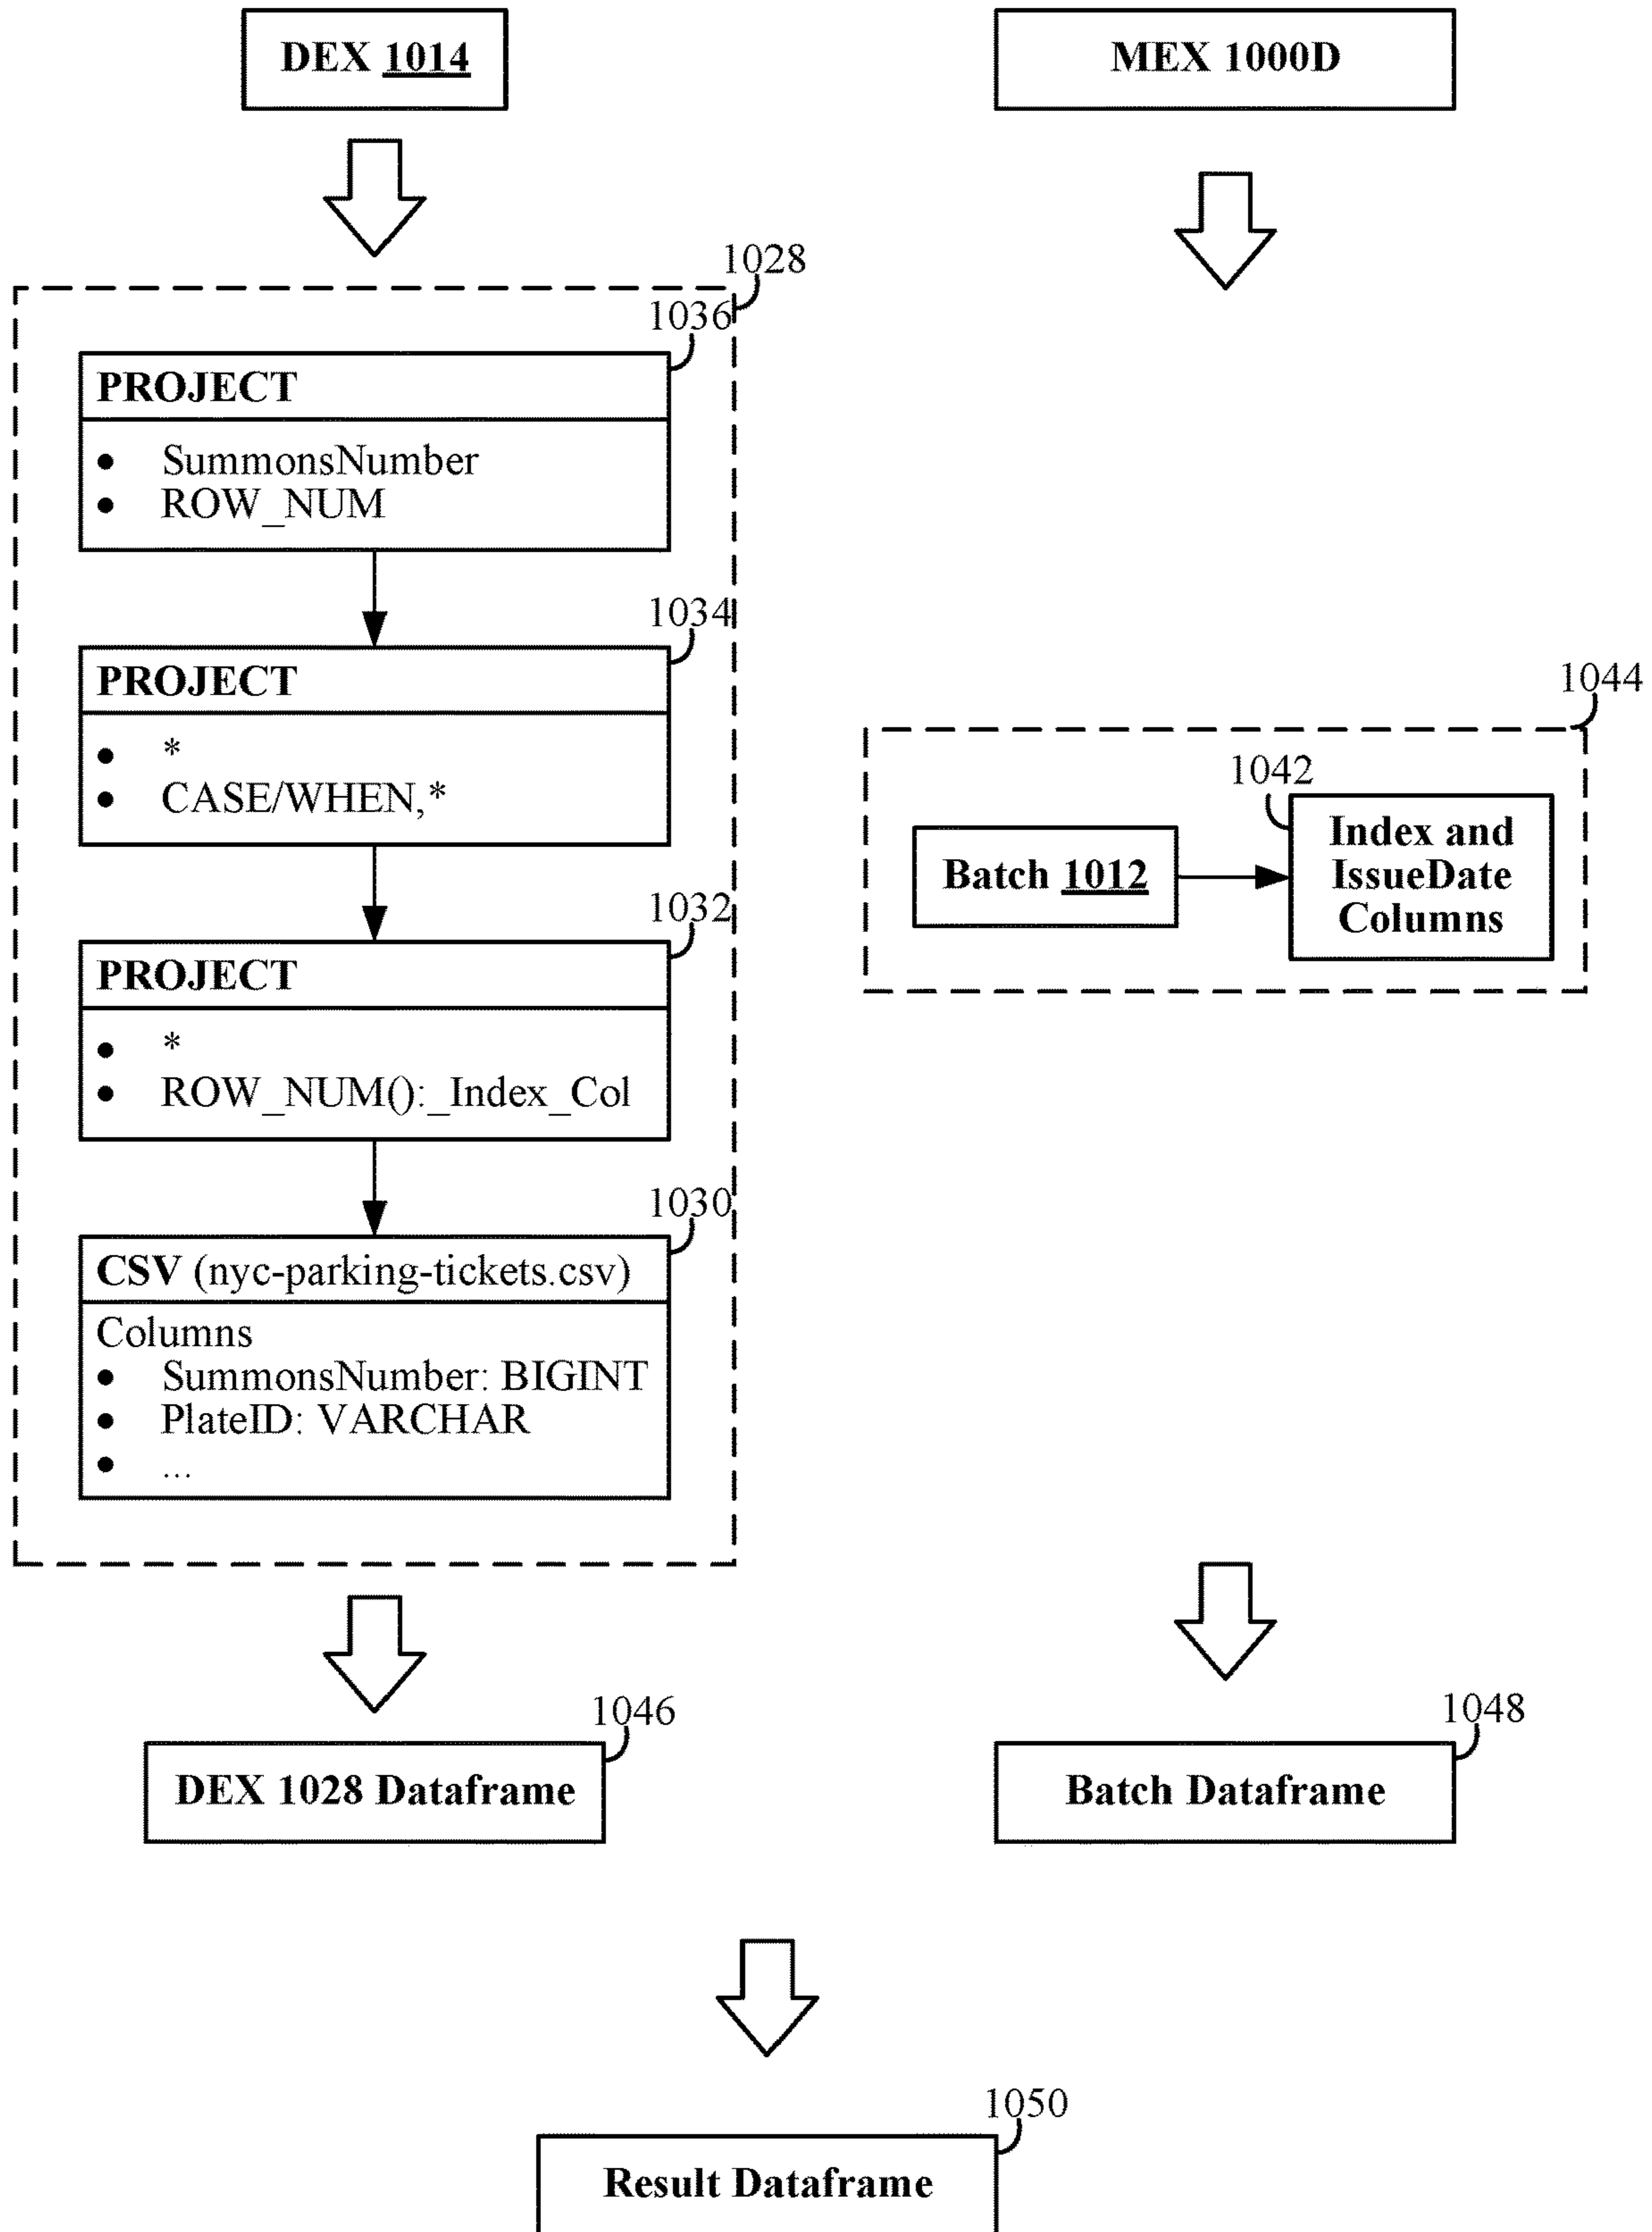 DEX 1014
MEX 1000D
1028
1036
PROJECT
• SummonsNumber
• ROW_NUM
1034
PROJECT
• *
• CASE/WHEN,*
1044
1042
Batch 1012
Index and
IssueDate
Columns
1032
PROJECT
• *
• ROW_NUM():_Index_Col
1030
CSV (nyc-parking-tickets.csv)
Columns
• SummonsNumber: BIGINT
• PlateID: VARCHAR
• ...
1046
DEX 1028 Dataframe
1048
Batch Dataframe
1050
Result Dataframe